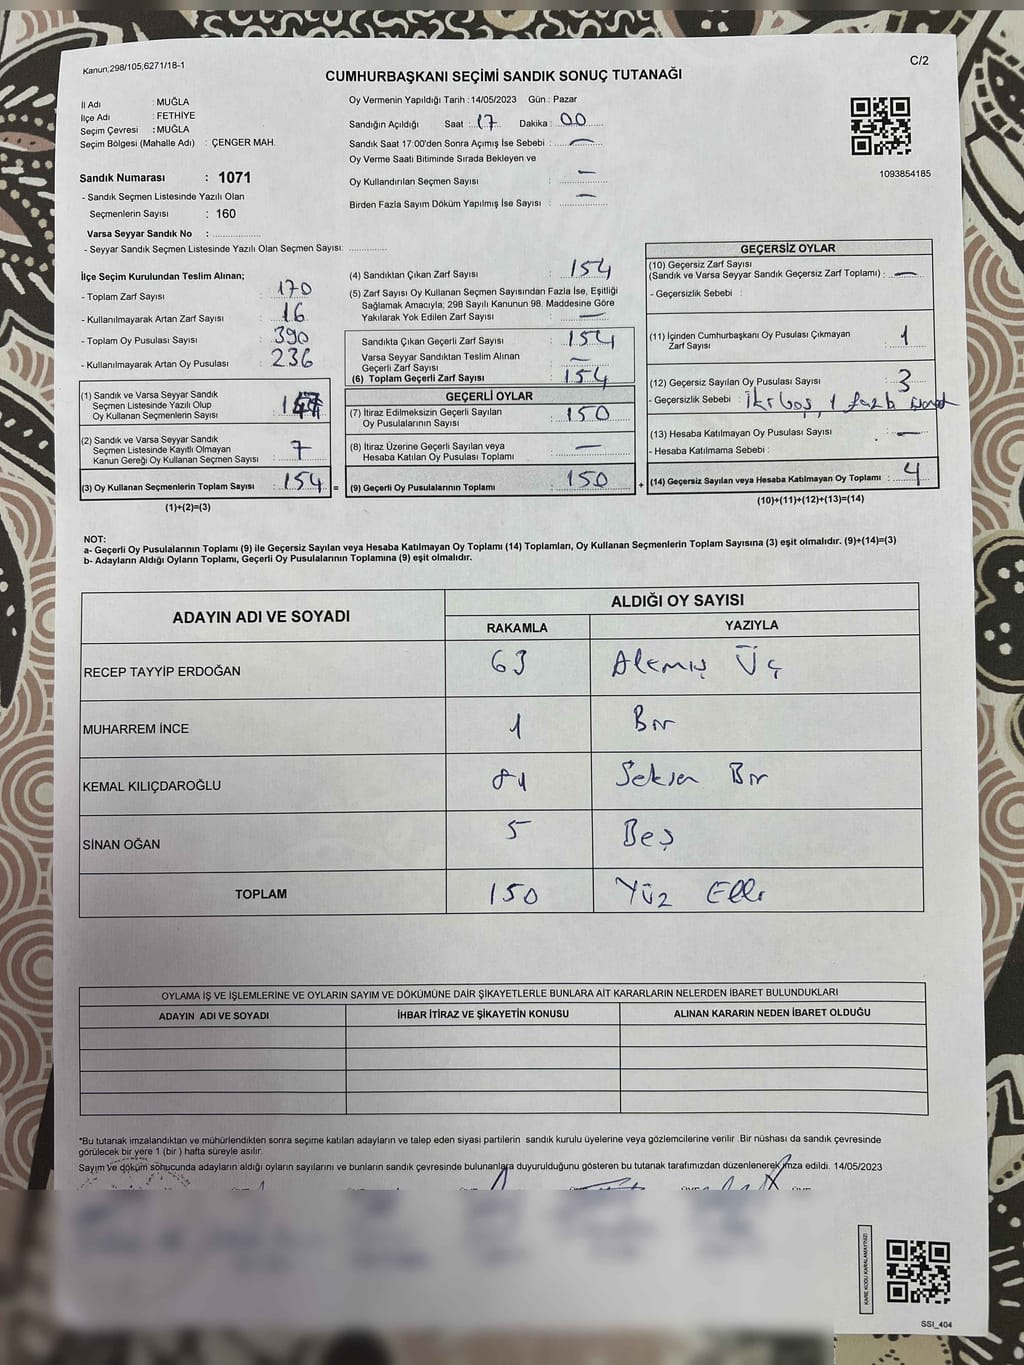 Kanun;298/105;6271/18-1
C/2
CUMHURBAŞKANI SEÇİMİ SANDIK SONUÇ TUTANAĞI
İl Adı : MUĞLA
İlçe Adı : FETHİYE
Seçim Çevresi : MUĞLA
Seçim Bölgesi (Mahalle Adı) : ÇENGER MAH.
Sandık Numarası : 1071
- Sandık Seçmen Listesinde Yazılı Olan
Seçmenlerin Sayısı : 160
Varsa Seyyar Sandık No :
- Seyyar Sandık Seçmen Listesinde Yazılı Olan Seçmen Sayısı:
Oy Vermenin Yapıldığı Tarih : 14/05/2023 Gün : Pazar
Sandığın Açıldığı Saat : 17 Dakika : 00
Sandık Saat 17:00'den Sonra Açımış İse Sebebi : —
Oy Verme Saati Bitiminde Sırada Bekleyen ve
Oy Kullandırılan Seçmen Sayısı : —
Birden Fazla Sayım Döküm Yapılmış İse Sayısı : —
1093854185
İlçe Seçim Kurulundan Teslim Alınan;
- Toplam Zarf Sayısı : 170
- Kullanılmayarak Artan Zarf Sayısı : 16
- Toplam Oy Pusulası Sayısı : 390
- Kullanılmayarak Artan Oy Pusulası : 236
(1) Sandık ve Varsa Seyyar Sandık
Seçmen Listesinde Yazılı Olup
Oy Kullanan Seçmenlerin Sayısı :
(2) Sandık ve Varsa Seyyar Sandık
Seçmen Listesinde Kayıtlı Olmayan
Kanun Gereği Oy Kullanan Seçmen Sayısı : 7
(3) Oy Kullanan Seçmenlerin Toplam Sayısı : 154 =
(1)+(2)=(3)
(4) Sandıktan Çıkan Zarf Sayısı : 154
(5) Zarf Sayısı Oy Kullanan Seçmen Sayısından Fazla İse, Eşitliği
Sağlamak Amacıyla; 298 Sayılı Kanunun 98. Maddesine Göre
Yakılarak Yok Edilen Zarf Sayısı : —
Sandıkta Çıkan Geçerli Zarf Sayısı : 154
Varsa Seyyar Sandıktan Teslim Alınan
Geçerli Zarf Sayısı : —
(6) Toplam Geçerli Zarf Sayısı : 154
GEÇERLİ OYLAR
(7) İtiraz Edilmeksizin Geçerli Sayılan
Oy Pusulalarının Sayısı : 150
(8) İtiraz Üzerine Geçerli Sayılan veya
Hesaba Katılan Oy Pusulası Toplamı : —
(9) Geçerli Oy Pusulalarının Toplamı : 150 +
GEÇERSİZ OYLAR
(10) Geçersiz Zarf Sayısı
(Sandık ve Varsa Seyyar Sandık Geçersiz Zarf Toplamı) : —
- Geçersizlik Sebebi :
(11) İçinden Cumhurbaşkanı Oy Pusulası Çıkmayan
Zarf Sayısı : 1
(12) Geçersiz Sayılan Oy Pusulası Sayısı : 3
- Geçersizlik Sebebi : İki boş, 1 fazla
(13) Hesaba Katılmayan Oy Pusulası Sayısı : —
- Hesaba Katılmama Sebebi :
(14) Geçersiz Sayılan veya Hesaba Katılmayan Oy Toplamı : 4
(10)+(11)+(12)+(13)=(14)
NOT:
a- Geçerli Oy Pusulalarının Toplamı (9) ile Geçersiz Sayılan veya Hesaba Katılmayan Oy Toplamı (14) Toplamları, Oy Kullanan Seçmenlerin Toplam Sayısına (3) eşit olmalıdır. (9)+(14)=(3)
b- Adayların Aldığı Oyların Toplamı, Geçerli Oy Pusulalarının Toplamına (9) eşit olmalıdır.
ADAYIN ADI VE SOYADI ALDIĞI OY SAYISI
RAKAMLA YAZIYLA
RECEP TAYYİP ERDOĞAN 63 Altmış Üç
MUHARREM İNCE 1 Bir
KEMAL KILIÇDAROĞLU 81 Seksen Bir
SİNAN OĞAN 5 Beş
TOPLAM 150 Yüz Elli
OYLAMA İŞ VE İŞLEMLERİNE VE OYLARIN SAYIM VE DÖKÜMÜNE DAİR ŞİKAYETLERLE BUNLARA AİT KARARLARIN NELERDEN İBARET BULUNDUKLARI
ADAYIN ADI VE SOYADI İHBAR İTİRAZ VE ŞİKAYETİN KONUSU ALINAN KARARIN NEDEN İBARET OLDUĞU
*Bu tutanak imzalandıktan ve mühürlendikten sonra seçime katılan adayların ve talep eden siyasi partilerin sandık kurulu üyelerine veya gözlemcilerine verilir .Bir nüshası da sandık çevresinde
görülecek bir yere 1 (bir ) hafta süreyle asılır.
Sayım ve döküm sonucunda adayların aldığı oyların sayılarını ve bunların sandık çevresinde bulunanlara duyurulduğunu gösteren bu tutanak tarafımızdan düzenlenerek imza edildi. 14/05/2023
KARE KODU KARALAMAYINIZ!
SSI_404